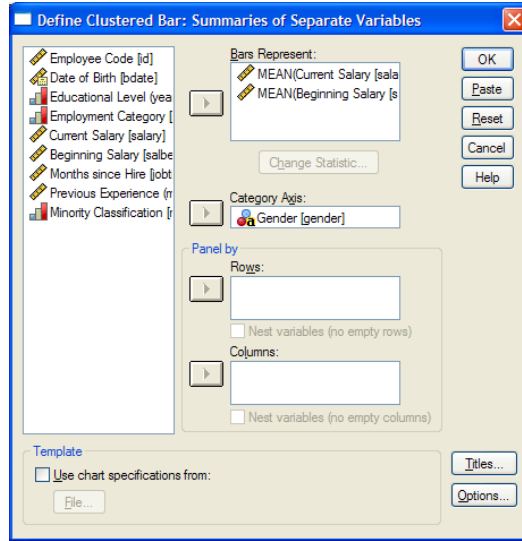 Define Clustered Bar: Summaries of Separate Variables
Employee Code [id]
Date of Birth [bdate]
Educational Level (yea
Employment Category [
Current Salary [salary]
Beginning Salary [salbe
Months since Hire [jobt
Previous Experience (m
Minority Classification [r
Bars Represent:
MEAN(Current Salary [sala
MEAN(Beginning Salary [s
Change Statistic...
Category Axis:
Gender [gender]
Panel by
Rows:
Nest variables (no empty rows)
Columns:
Nest variables (no empty columns)
OK
Paste
Reset
Cancel
Help
Template
Use chart specifications from:
File...
Titles...
Options...